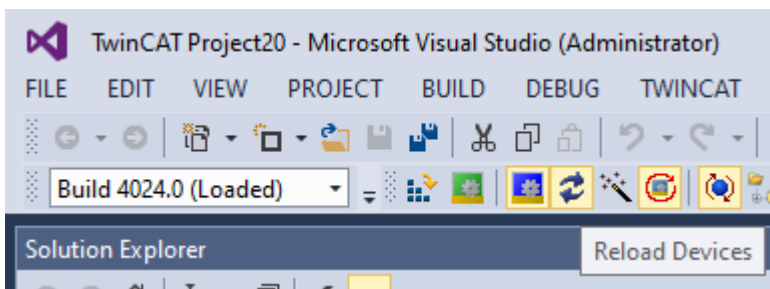 TwinCAT Project20 - Microsoft Visual Studio (Administrator)
FILE EDIT VIEW PROJECT BUILD DEBUG TWINCAT
Build 4024.0 (Loaded)
Solution Explorer
Reload Devices